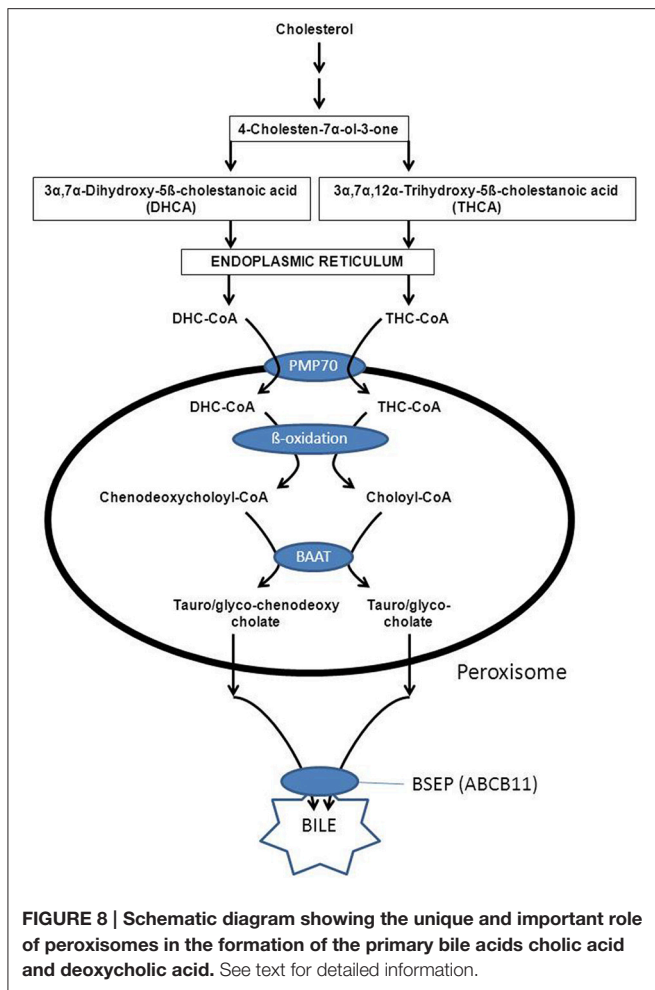 Cholesterol
4-Cholesten-7α-ol-3-one
3α,7α-Dihydroxy-5ß-cholestanoic acid
(DHCA)
3α,7α,12α-Trihydroxy-5ß-cholestanoic acid
(THCA)
ENDOPLASMIC RETICULUM
DHC-CoA
THC-CoA
PMP70
DHC-CoA
THC-CoA
ß-oxidation
Chenodeoxycholoyl-CoA
Choloyl-CoA
BAAT
Tauro/glyco-chenodeoxy
cholate
Tauro/glyco-
cholate
Peroxisome
BSEP (ABCB11)
BILE
FIGURE 8 | Schematic diagram showing the unique and important role
of peroxisomes in the formation of the primary bile acids cholic acid
and deoxycholic acid. See text for detailed information.